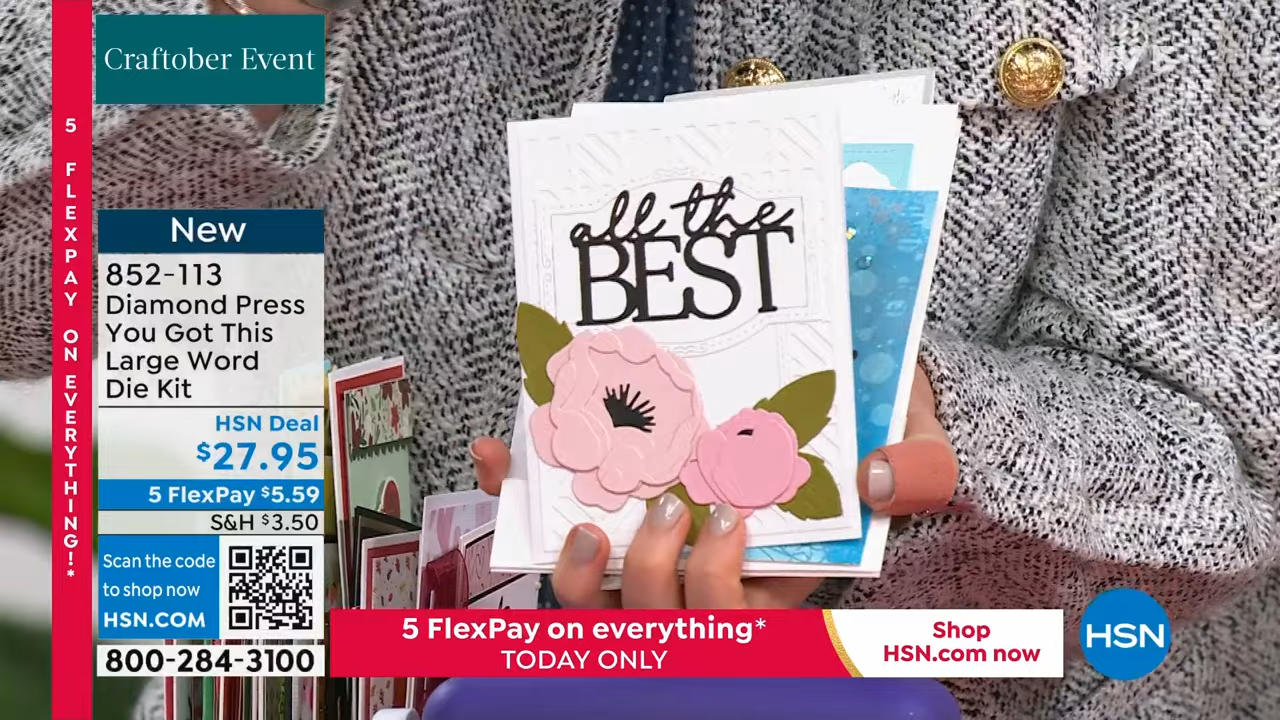 Craftober Event
LIVE
5 FLEXPAY ON EVERYTHING!*
New
852-113
Diamond Press
You Got This
Large Word
Die Kit
HSN Deal
$27.95
5 FlexPay $5.59
S&H $3.50
Scan the code
to shop now
HSN.COM
800-284-3100
all the
BEST
5 FlexPay on everything*
TODAY ONLY
Shop
HSN.com now
HSN